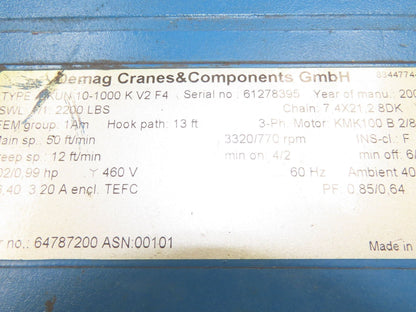 Demag Cranes&Components GmbH 8344774
TYPE KUN 10-1000 K V2 F4 Serial no.: 61278395 Year of manu.: 200
SWL 1/1: 2200 LBS Chain: 7.4X21.2 8DK
FEM group: 1Am Hook path: 13 ft 3-Ph. Motor KMK100 B 2/8
Main sp.: 50 ft/min 3320/770 rpm INS-cl.: F
reep sp.: 12 ft/min min on: 4/2 min off: 6/
02/0,99 hp Y 460 V 60 Hz Ambient 40
3,40 3.20 A encl. TEFC PF. 0.85/0,64
r no.: 64787200 ASN:00101 Made in